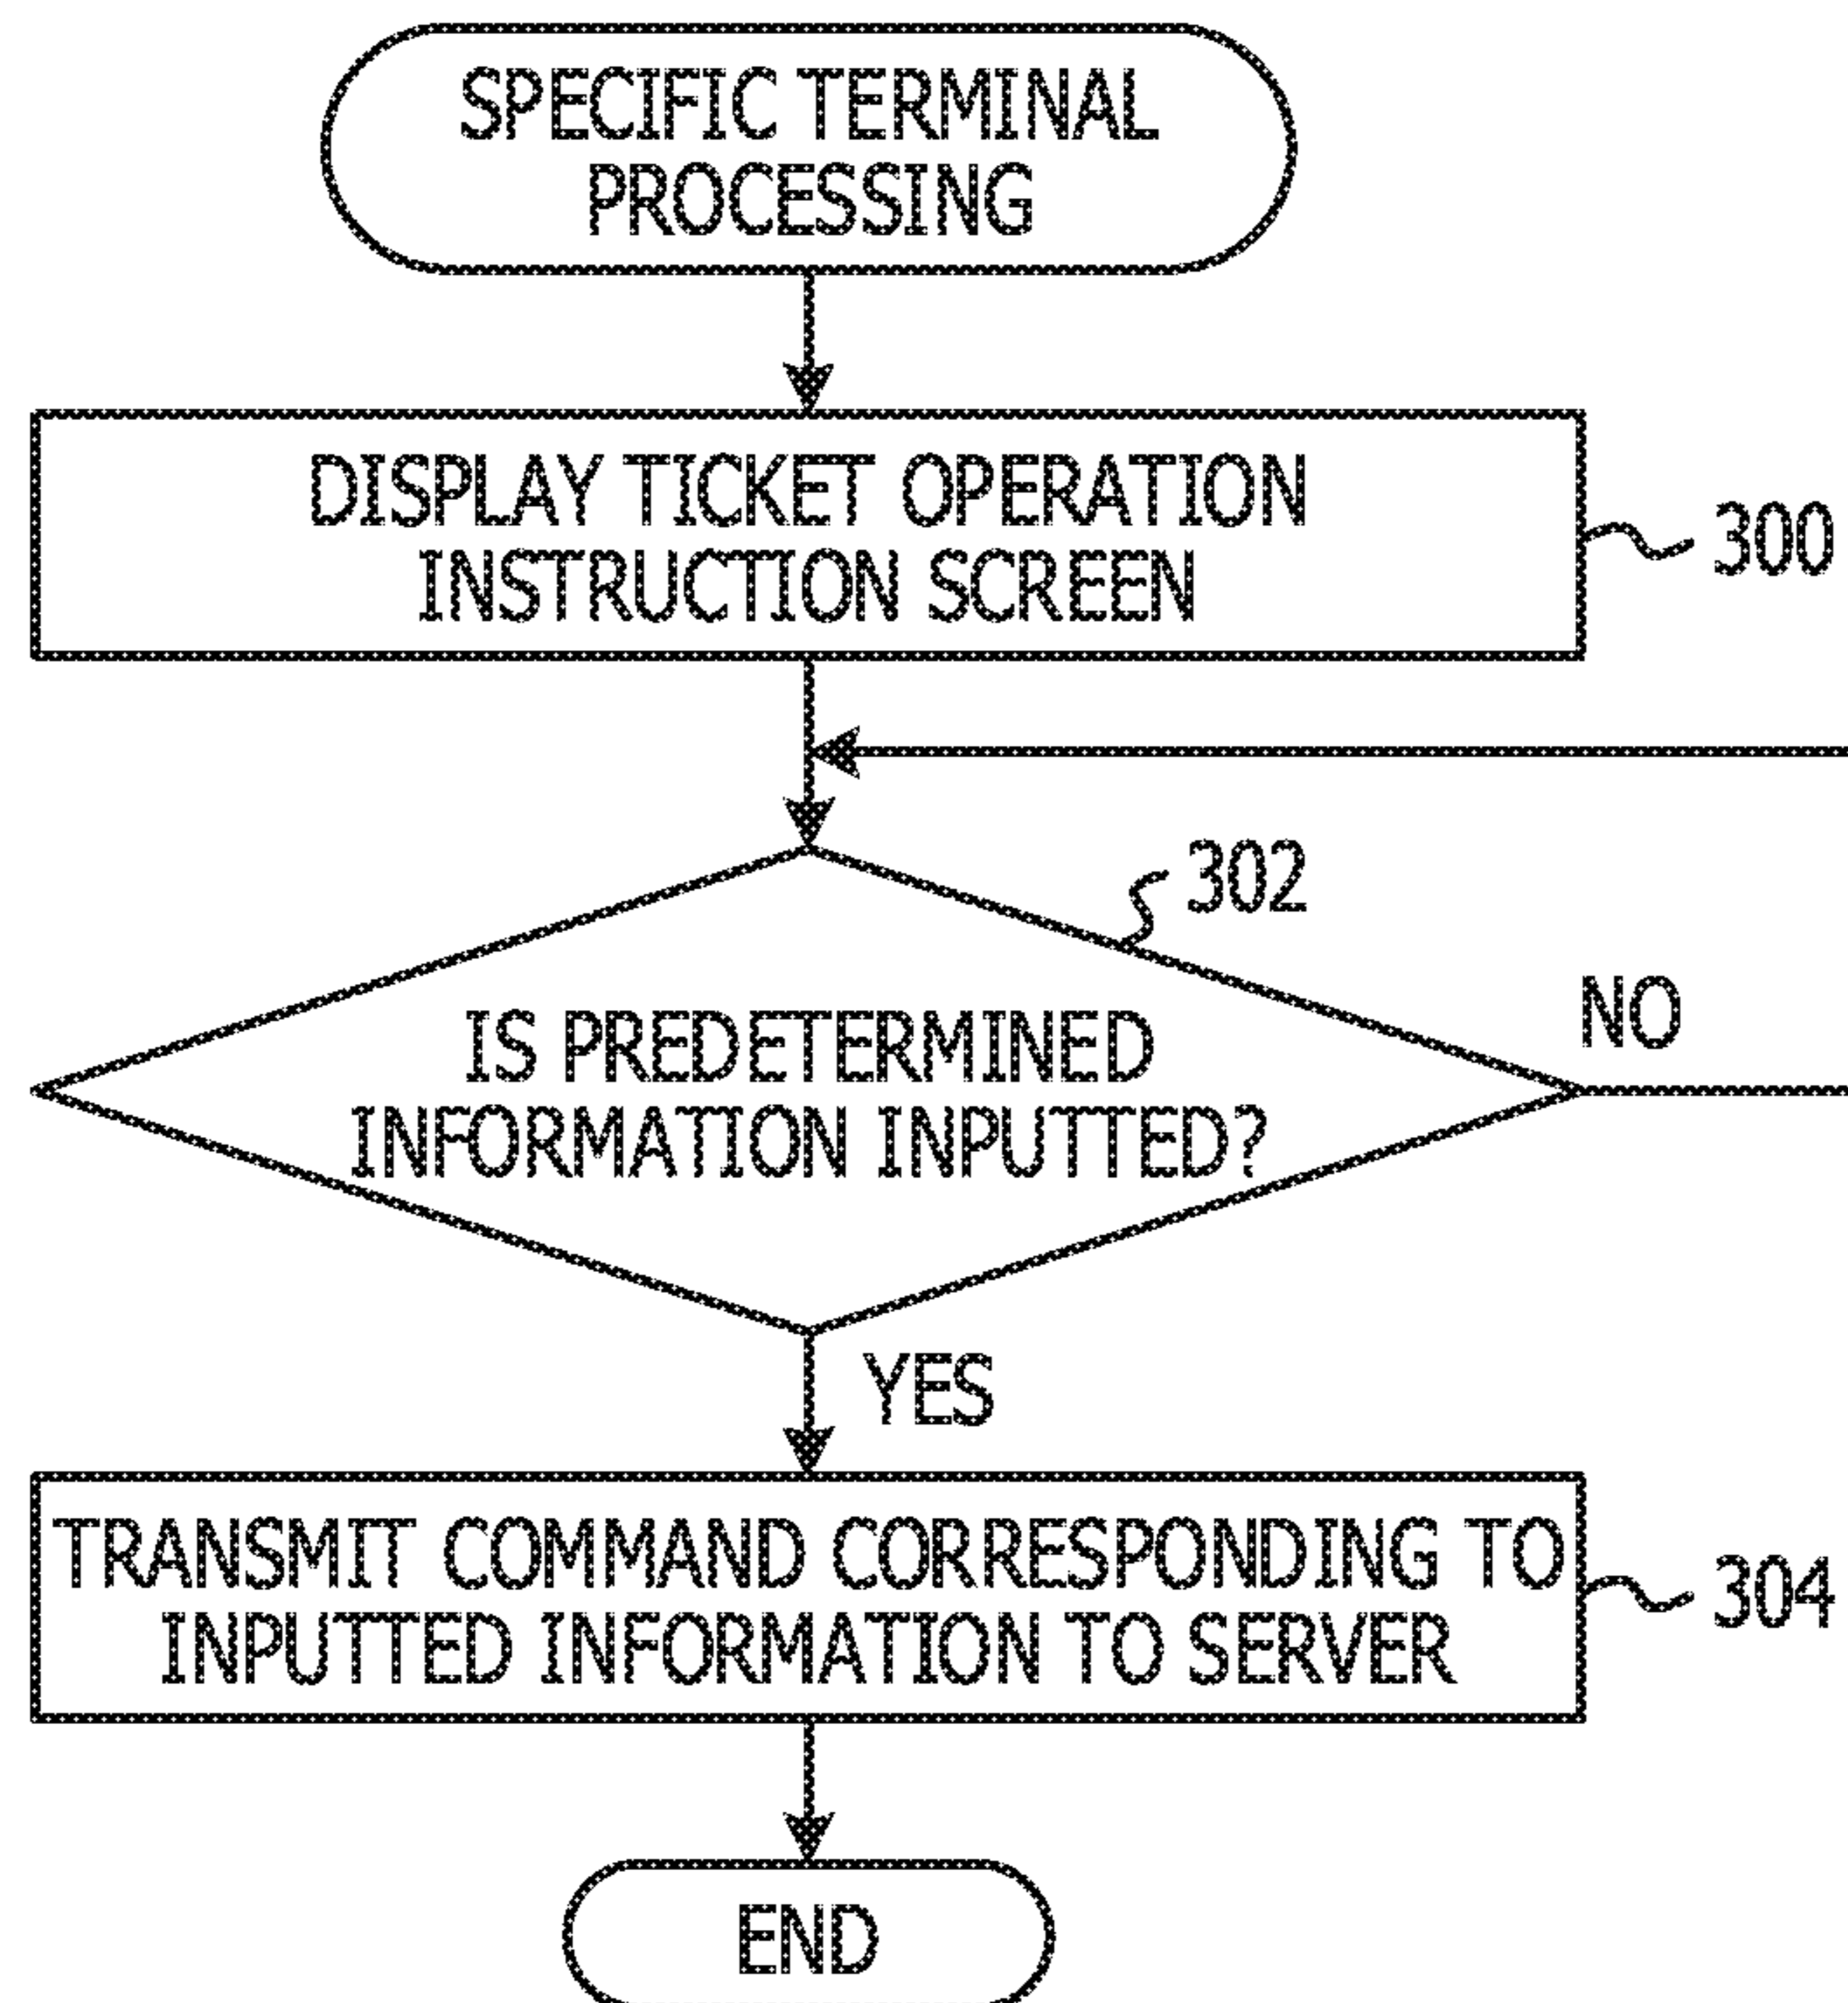 SPECIFIC TERMINAL
PROCESSING
DISPLAY TICKET OPERATION
INSTRUCTION SCREEN
300
302
IS PREDETERMINED
INFORMATION INPUTTED?
NO
YES
TRANSMIT COMMAND CORRESPONDING TO
INPUTTED INFORMATION TO SERVER
304
END